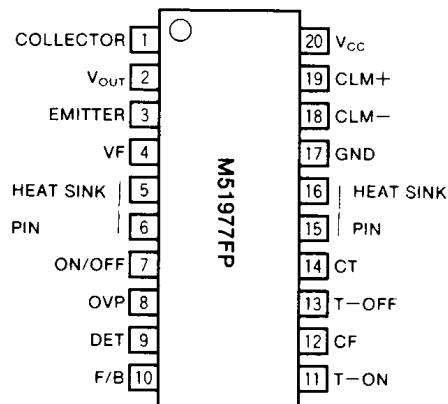 COLLECTOR 1
V_OUT 2
EMITTER 3
VF 4
HEAT SINK 5
PIN 6
ON/OFF 7
OVP 8
DET 9
F/B 10
M51977FP
20 V_CC
19 CLM+
18 CLM−
17 GND
16 HEAT SINK
15 PIN
14 CT
13 T−OFF
12 CF
11 T−ON